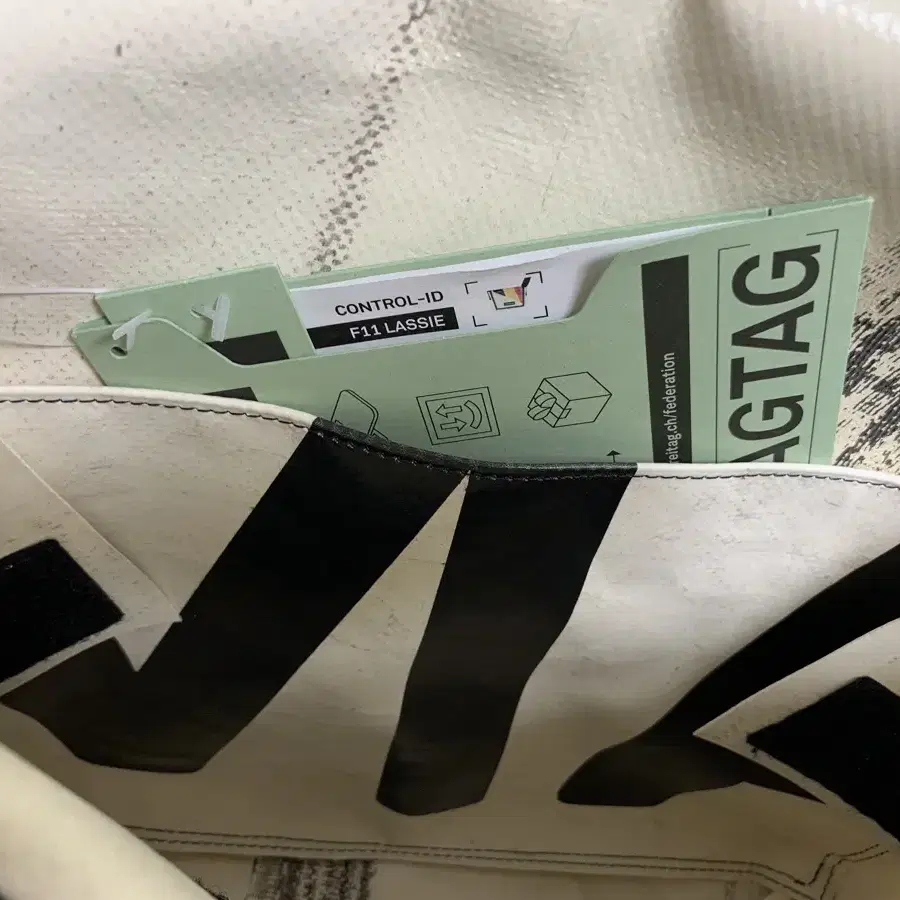 CONTROL-ID
F11 LASSIE
eitag.ch/federation
AGTAG